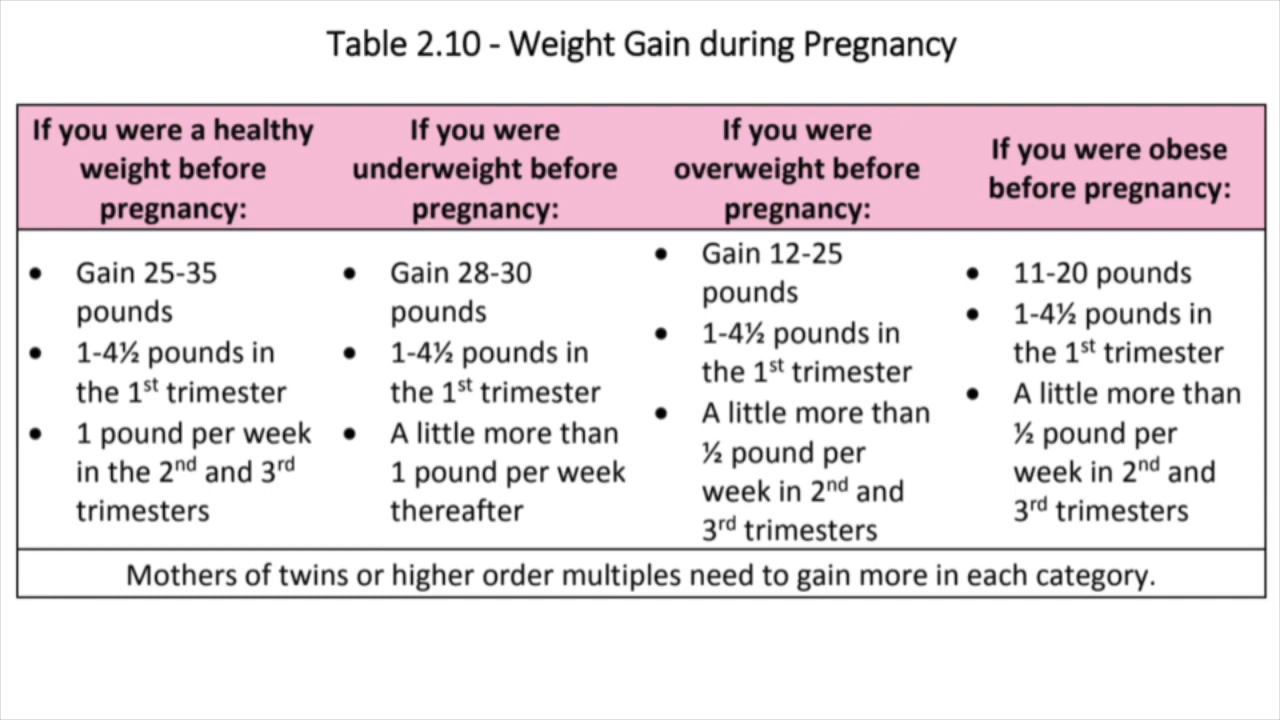 Table 2.10 - Weight Gain during Pregnancy
If you were a healthy
weight before
pregnancy:
If you were
underweight before
pregnancy:
If you were
overweight before
pregnancy:
If you were obese
before pregnancy:
• Gain 25-35
pounds
• 1-4½ pounds in
the 1st trimester
• 1 pound per week
in the 2nd and 3rd
trimesters
• Gain 28-30
pounds
• 1-4½ pounds in
the 1st trimester
• A little more than
1 pound per week
thereafter
• Gain 12-25
pounds
• 1-4½ pounds in
the 1st trimester
• A little more than
½ pound per
week in 2nd and
3rd trimesters
• 11-20 pounds
• 1-4½ pounds in
the 1st trimester
• A little more than
½ pound per
week in 2nd and
3rd trimesters
Mothers of twins or higher order multiples need to gain more in each category.